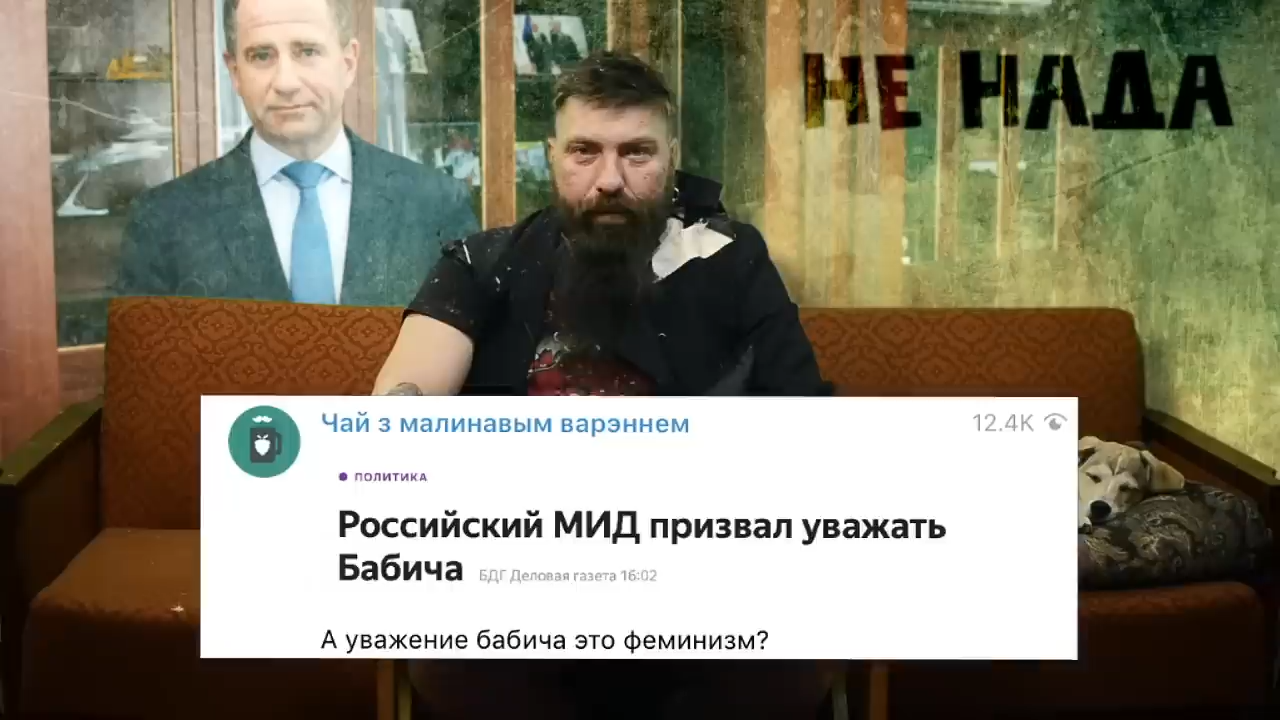 НЕ НАДА
Чай з малинавым варэннем
12.4K
ПОЛИТИКА
Российский МИД призвал уважать
Бабича БДГ Деловая газета 16:02
А уважение бабича это феминизм?